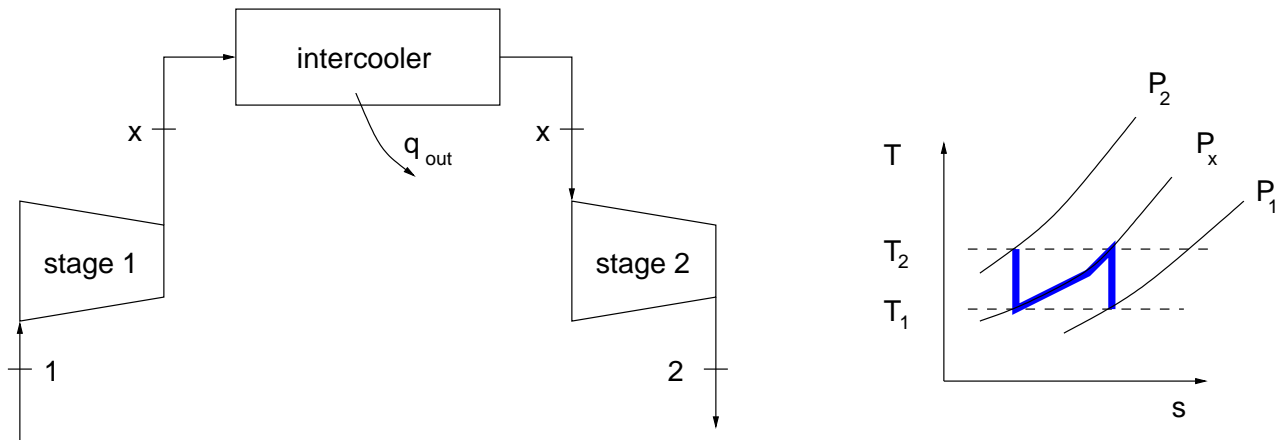 intercooler
x
q out
x
stage 1
stage 2
1
2
T
P2
Px
P1
T2
T1
s